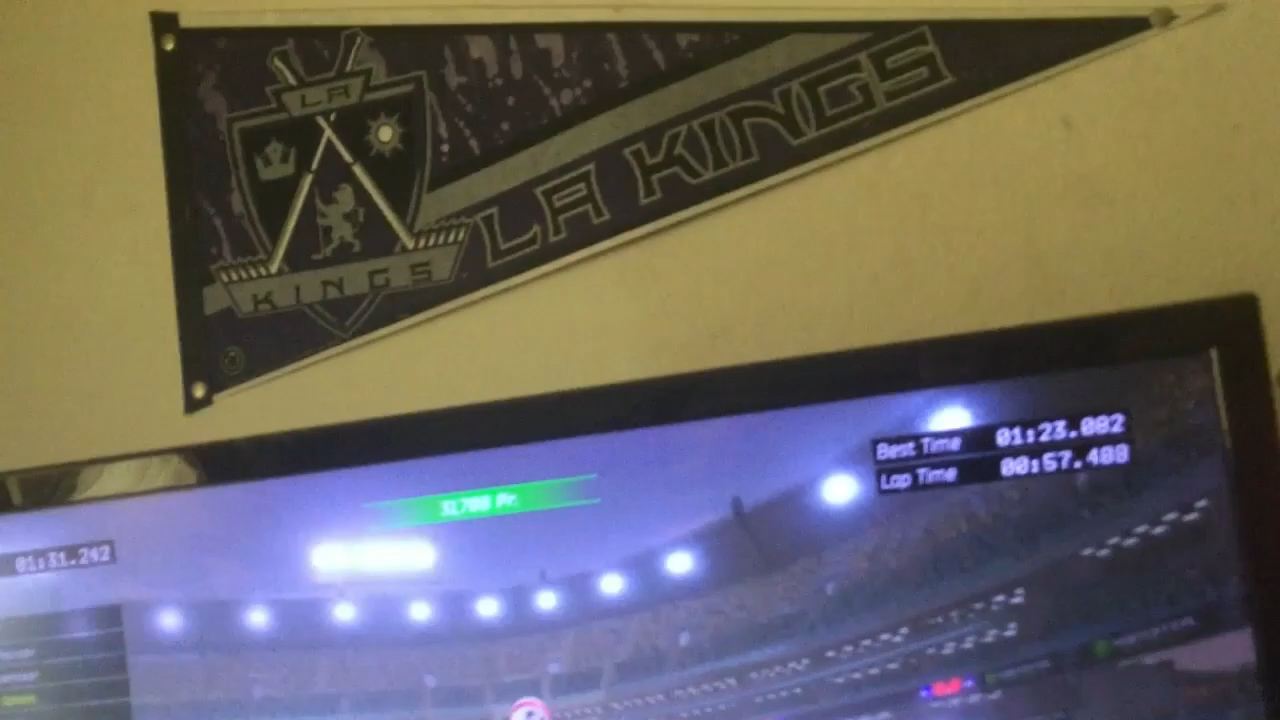 LA
KINGS
LA KINGS
Best Time 01:23.082
Lap Time 00:57.488
01:31.242